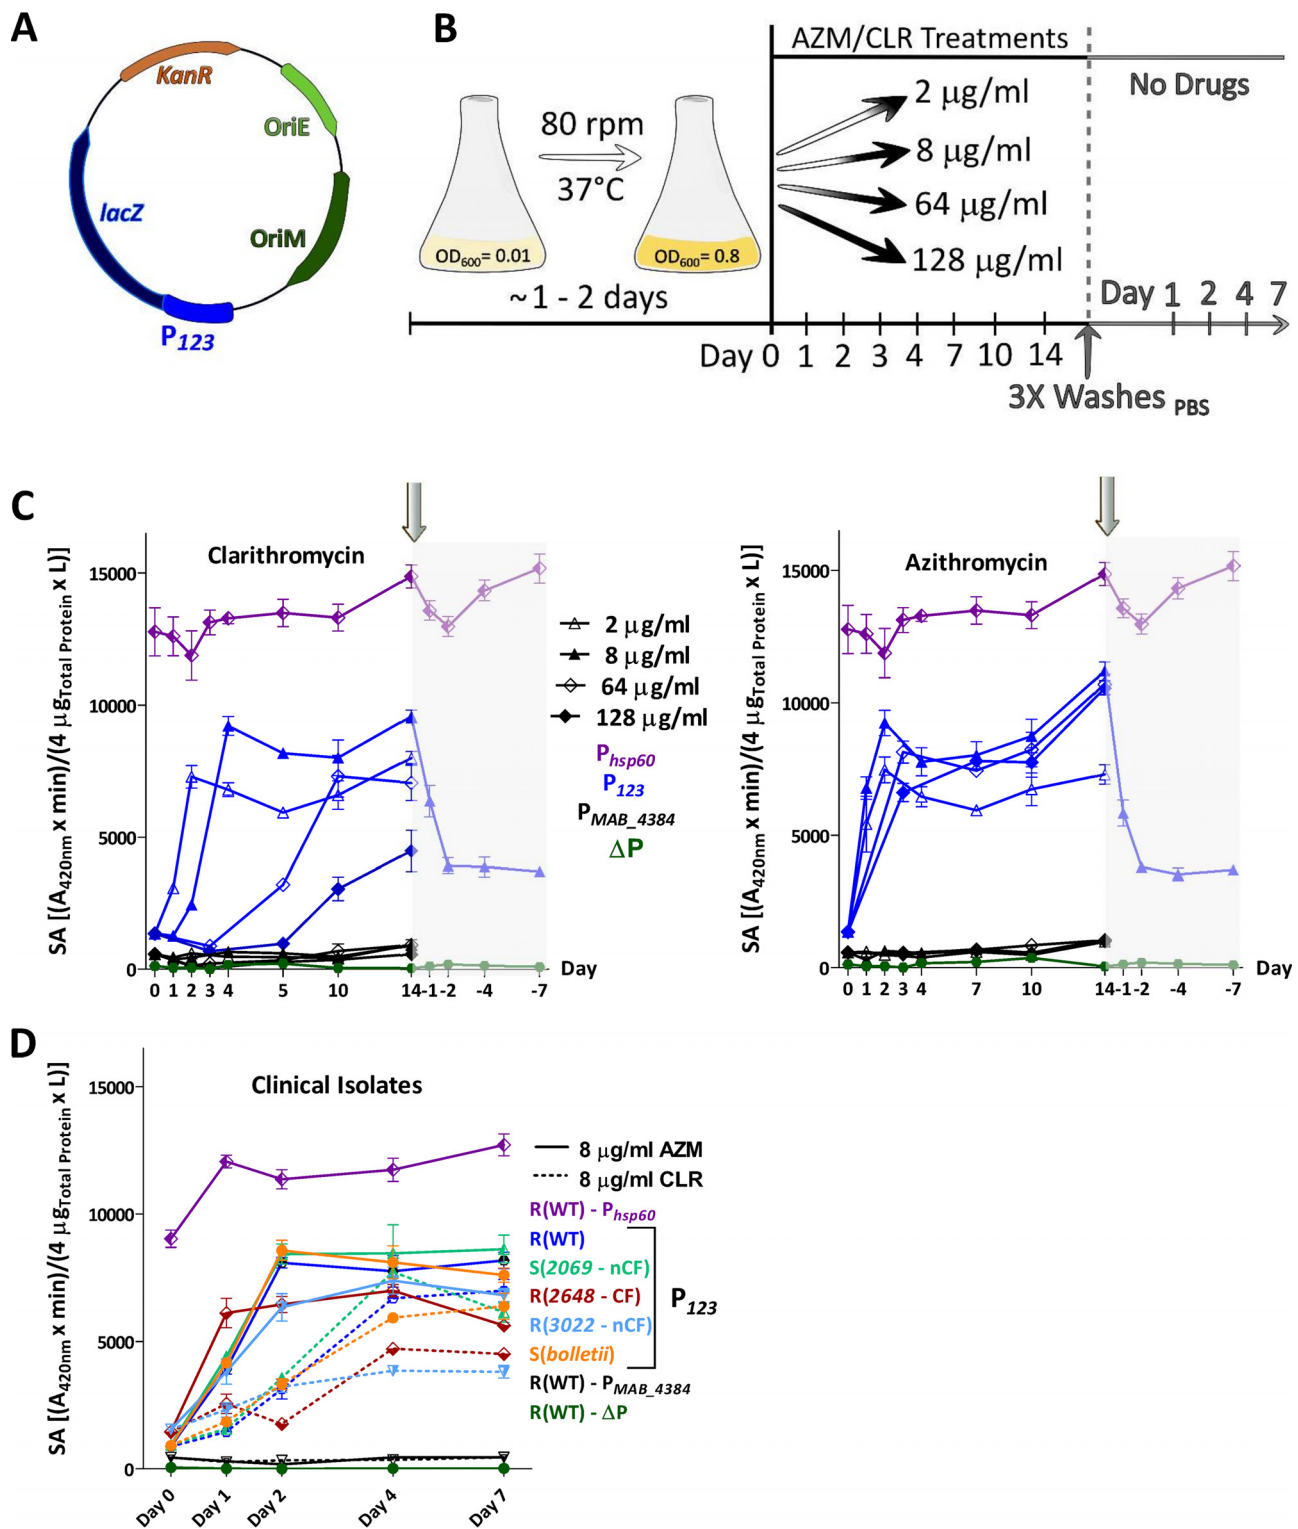 A
KanR
OriE
lacZ
OriM
P123
B
AZM/CLR Treatments
No Drugs
80 rpm
37°C
2 µg/ml
8 µg/ml
64 µg/ml
128 µg/ml
OD600= 0.01
OD600= 0.8
~1 - 2 days
Day 1 2 4 7
Day 0 1 2 3 4 7 10 14
3X Washes PBS
C
Clarithromycin
SA [(A420nm x min)/(4 µgTotal Protein x L)]
15000
10000
5000
0
0 1 2 3 4 5 10 14 -1 -2 -4 -7
Day
2 µg/ml
8 µg/ml
64 µg/ml
128 µg/ml
Phsp60
P123
PMAB_4384
ΔP
Azithromycin
SA [(A420nm x min)/(4 µgTotal Protein x L)]
15000
10000
5000
0
0 1 2 3 4 7 10 14 -1 -2 -4 -7
Day
D
Clinical Isolates
SA [(A420nm x min)/(4 µgTotal Protein x L)]
15000
10000
5000
0
Day 0 Day 1 Day 2 Day 4 Day 7
8 µg/ml AZM
8 µg/ml CLR
R(WT) - Phsp60
R(WT)
S(2069 - nCF)
R(2648 - CF)
R(3022 - nCF)
S(bolletii)
P123
R(WT) - PMAB_4384
R(WT) - ΔP